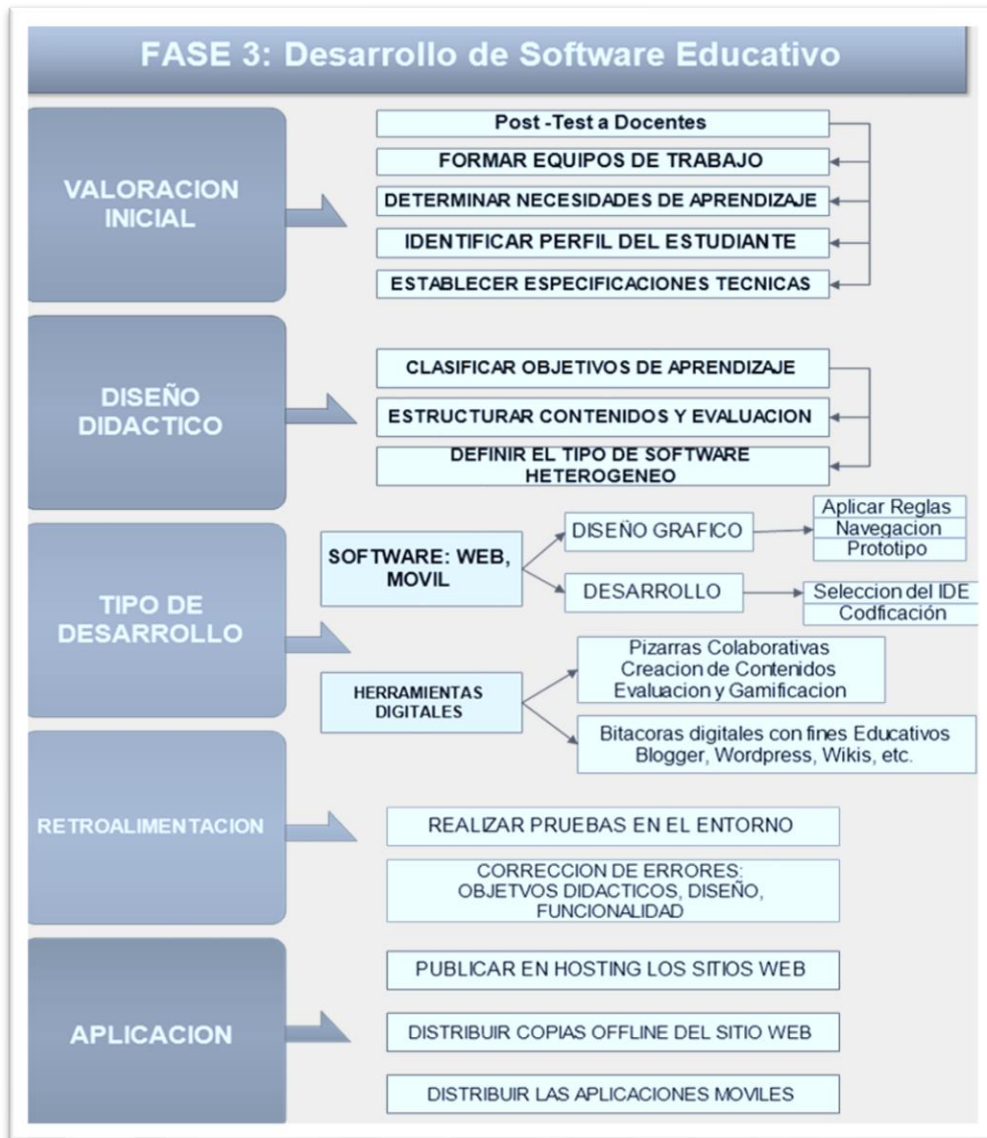 FASE 3: Desarrollo de Software Educativo
VALORACION
INICIAL
Post -Test a Docentes
FORMAR EQUIPOS DE TRABAJO
DETERMINAR NECESIDADES DE APRENDIZAJE
IDENTIFICAR PERFIL DEL ESTUDIANTE
ESTABLECER ESPECIFICACIONES TECNICAS
DISEÑO
DIDACTICO
CLASIFICAR OBJETIVOS DE APRENDIZAJE
ESTRUCTURAR CONTENIDOS Y EVALUACION
DEFINIR EL TIPO DE SOFTWARE
HETEROGENEO
TIPO DE
DESARROLLO
SOFTWARE: WEB,
MOVIL
DISEÑO GRAFICO
Aplicar Reglas
Navegacion
Prototipo
DESARROLLO
Seleccion del IDE
Codficación
HERRAMIENTAS
DIGITALES
Pizarras Colaborativas
Creacion de Contenidos
Evaluacion y Gamificacion
Bitacoras digitales con fines Educativos
Blogger, Wordpress, Wikis, etc.
RETROALIMENTACION
REALIZAR PRUEBAS EN EL ENTORNO
CORRECCION DE ERRORES:
OBJETVOS DIDACTICOS, DISEÑO,
FUNCIONALIDAD
APLICACION
PUBLICAR EN HOSTING LOS SITIOS WEB
DISTRIBUIR COPIAS OFFLINE DEL SITIO WEB
DISTRIBUIR LAS APLICACIONES MOVILES